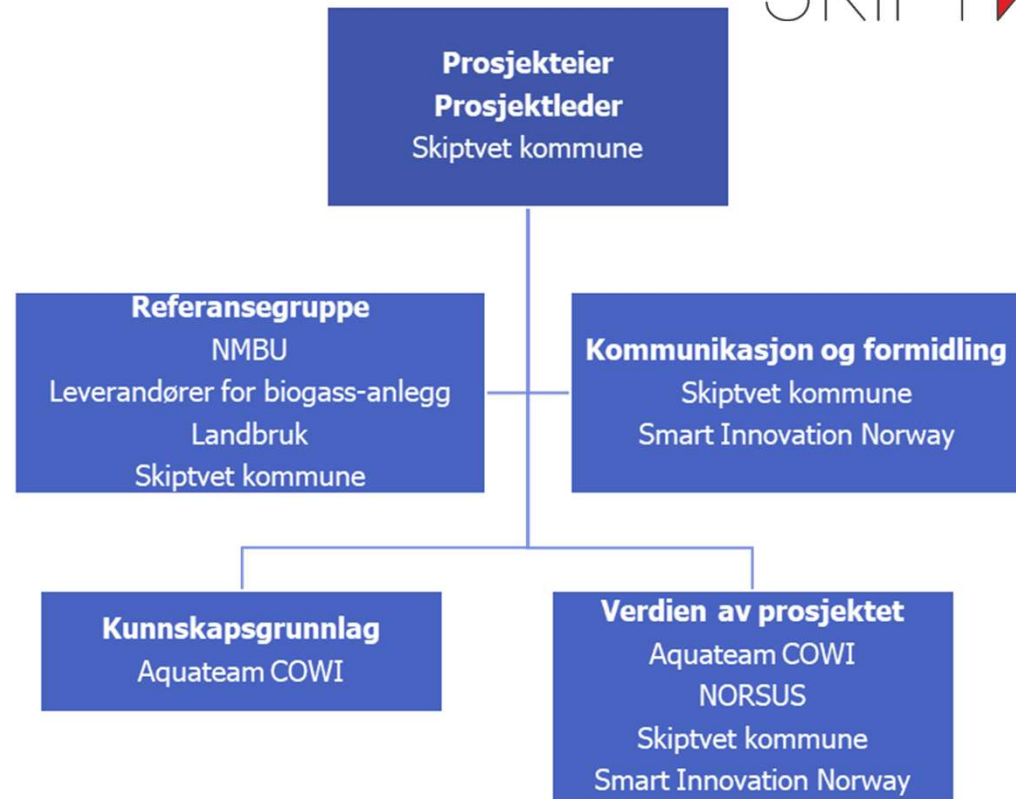 Prosjekteier
Prosjektleder
Skiptvet kommune
Referansegruppe
NMBU
Leverandører for biogass-anlegg
Landbruk
Skiptvet kommune
Kommunikasjon og formidling
Skiptvet kommune
Smart Innovation Norway
Kunnskapsgrunnlag
Aquateam COWI
Verdien av prosjektet
Aquateam COWI
NORSUS
Skiptvet kommune
Smart Innovation Norway